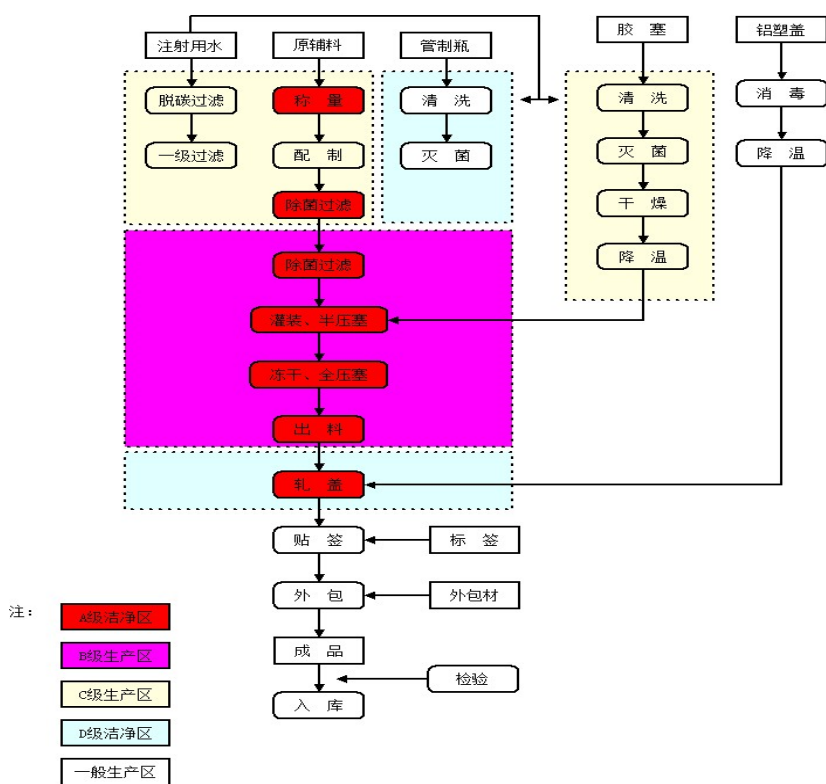 注射用水
原辅料
管制瓶
胶 塞
铝塑盖
脱碳过滤
称 量
清 洗
清 洗
消 毒
一级过滤
配 制
灭 菌
灭 菌
降 温
除菌过滤
干 燥
除菌过滤
降 温
灌装、半压塞
冻干、全压塞
出 料
轧 盖
贴 签
标 签
外 包
外包材
成 品
检验
入 库
注：
A级洁净区
B级生产区
C级生产区
D级洁净区
一般生产区